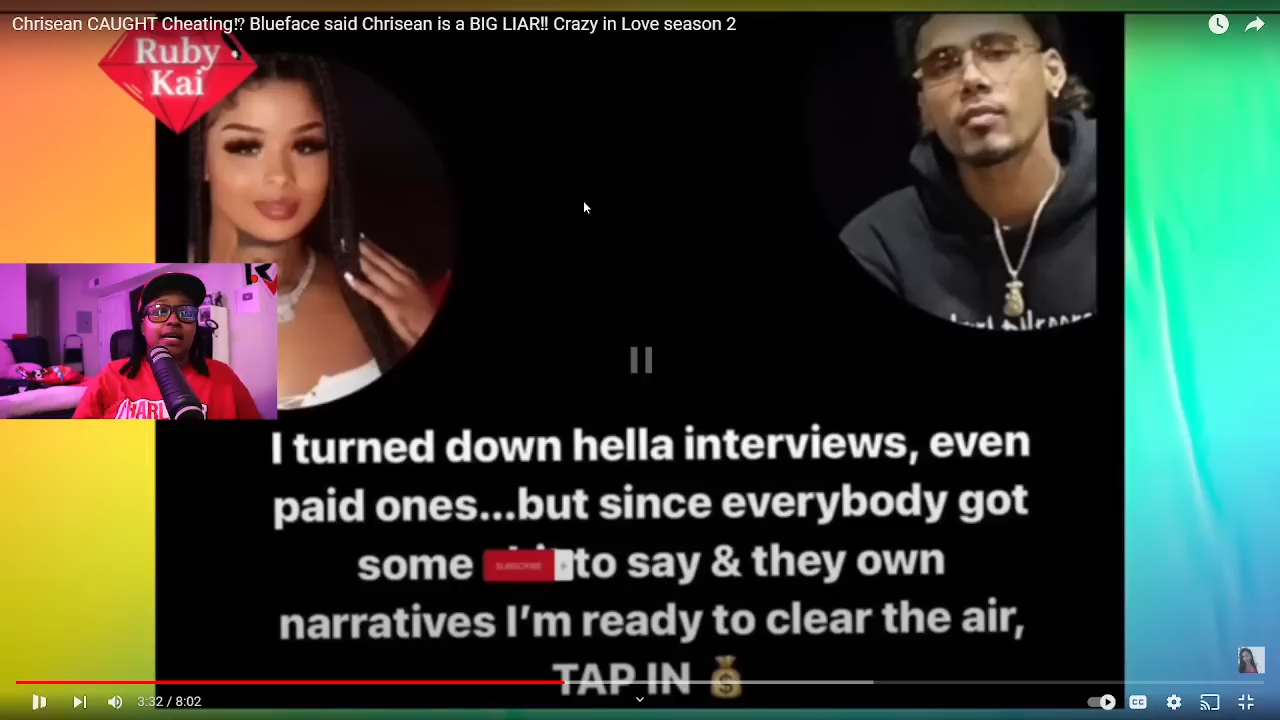 Chrisean CAUGHT Cheating⁉ Blueface said Chrisean is a BIG LIAR‼ Crazy in Love season 2
Ruby
Kai
I turned down hella interviews, even
paid ones...but since everybody got
some to say & they own
SUBSCRIBE
narratives I'm ready to clear the air,
TAP IN 💰
3:32 / 8:02
CC